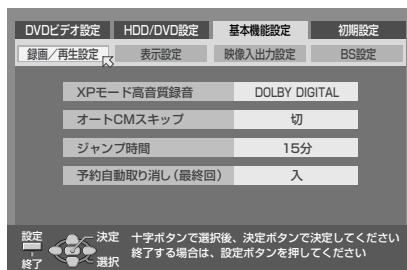 DVDビデオ設定 HDD/DVD設定 基本機能設定 初期設定
録画／再生設定 表示設定 映像入出力設定 BS設定
XPモード高音質録音 DOLBY DIGITAL
オートCMスキップ 切
ジャンプ時間 15分
予約自動取り消し（最終回） 入
設定 決定 十字ボタンで選択後、決定ボタンで決定してください
終了 選択 終了する場合は、設定ボタンを押してください